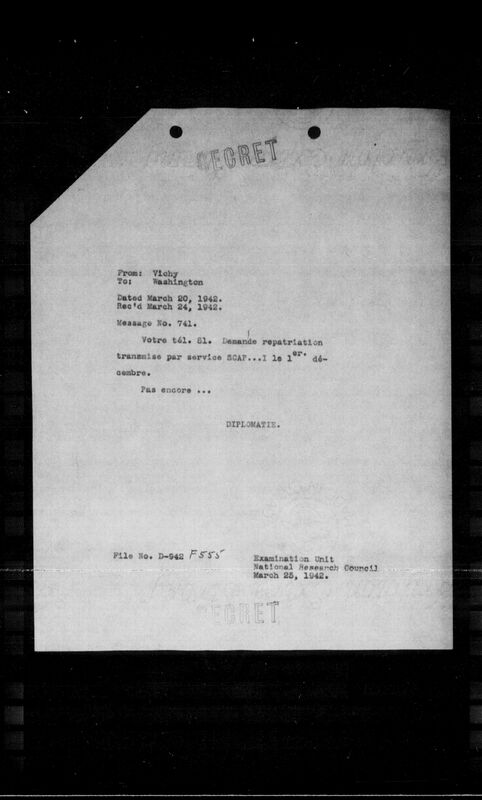 SECRET
From: Vichy
To: Washington
Dated March 20, 1942.
Rec'd March 24, 1942.
Message No. 741.
Votre tél. 81. Demande repatriation
transmise par service SCAP...I le 1er. dé-
cembre.
Pas encore ...
DIPLOMATIE.
File No. D-942 F555
Examination Unit
National Research Council
March 25, 1942.
SECRET